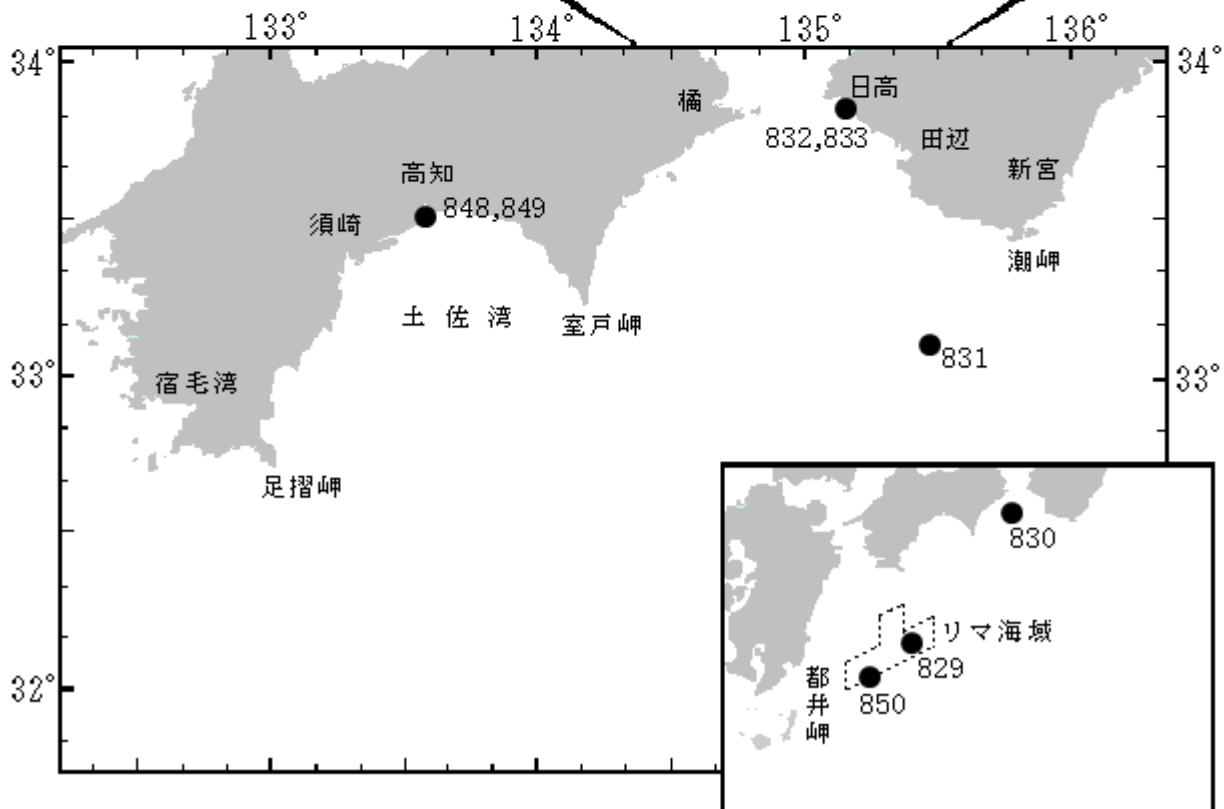 133°
134°
135°
136°
34°
34°
橘
日高
832,833
田辺
新宮
高知
848,849
須崎
潮岬
土佐湾
室戸岬
831
33°
33°
宿毛湾
足摺岬
830
リマ海域
829
都井岬
850
32°